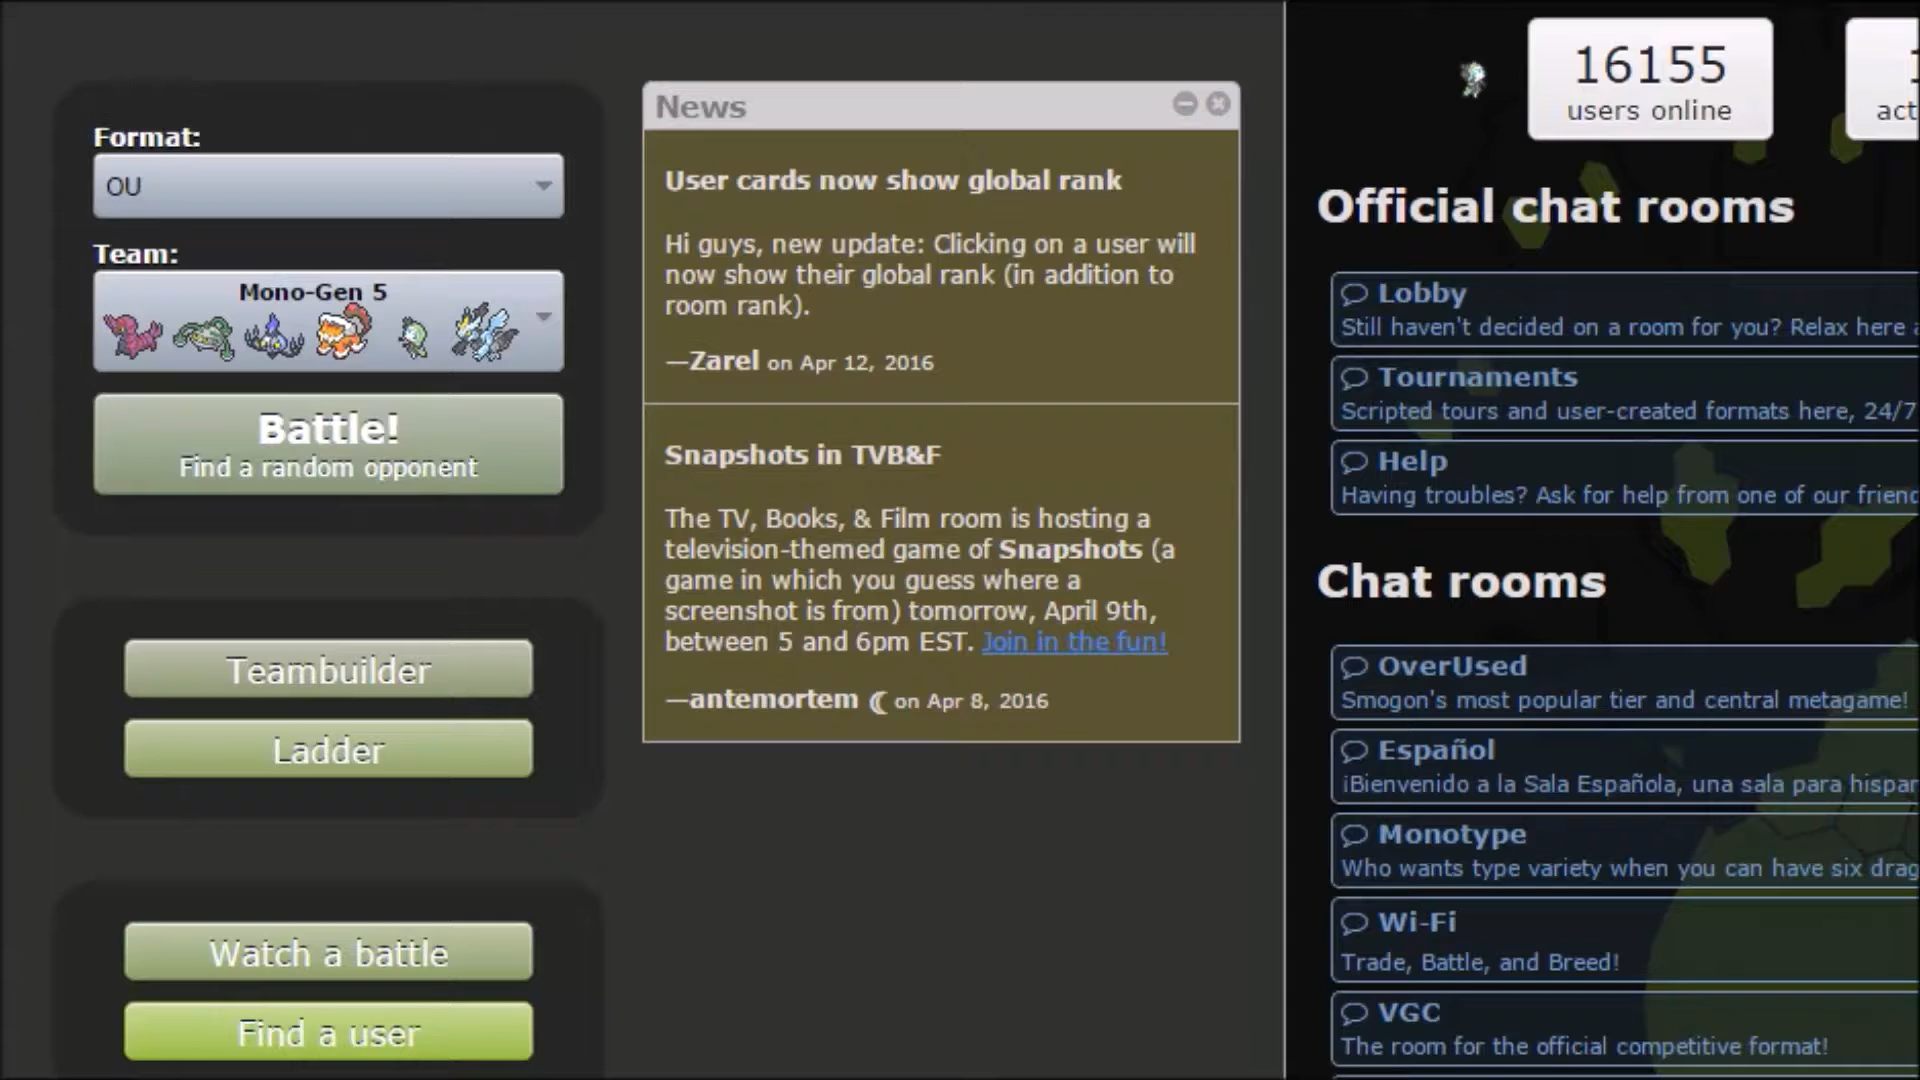 Format:
OU
Team:
Mono-Gen 5
Battle!
Find a random opponent
Teambuilder
Ladder
Watch a battle
Find a user
News
User cards now show global rank
Hi guys, new update: Clicking on a user will
now show their global rank (in addition to
room rank).
—Zarel on Apr 12, 2016
Snapshots in TVB&F
The TV, Books, & Film room is hosting a
television-themed game of Snapshots (a
game in which you guess where a
screenshot is from) tomorrow, April 9th,
between 5 and 6pm EST. Join in the fun!
—antemortem on Apr 8, 2016
16155
users online
act
Official chat rooms
Lobby
Still haven't decided on a room for you? Relax here
Tournaments
Scripted tours and user-created formats here, 24/7
Help
Having troubles? Ask for help from one of our friend
Chat rooms
OverUsed
Smogon's most popular tier and central metagame!
Español
¡Bienvenido a la Sala Española, una sala para hispan
Monotype
Who wants type variety when you can have six drag
Wi-Fi
Trade, Battle, and Breed!
VGC
The room for the official competitive format!